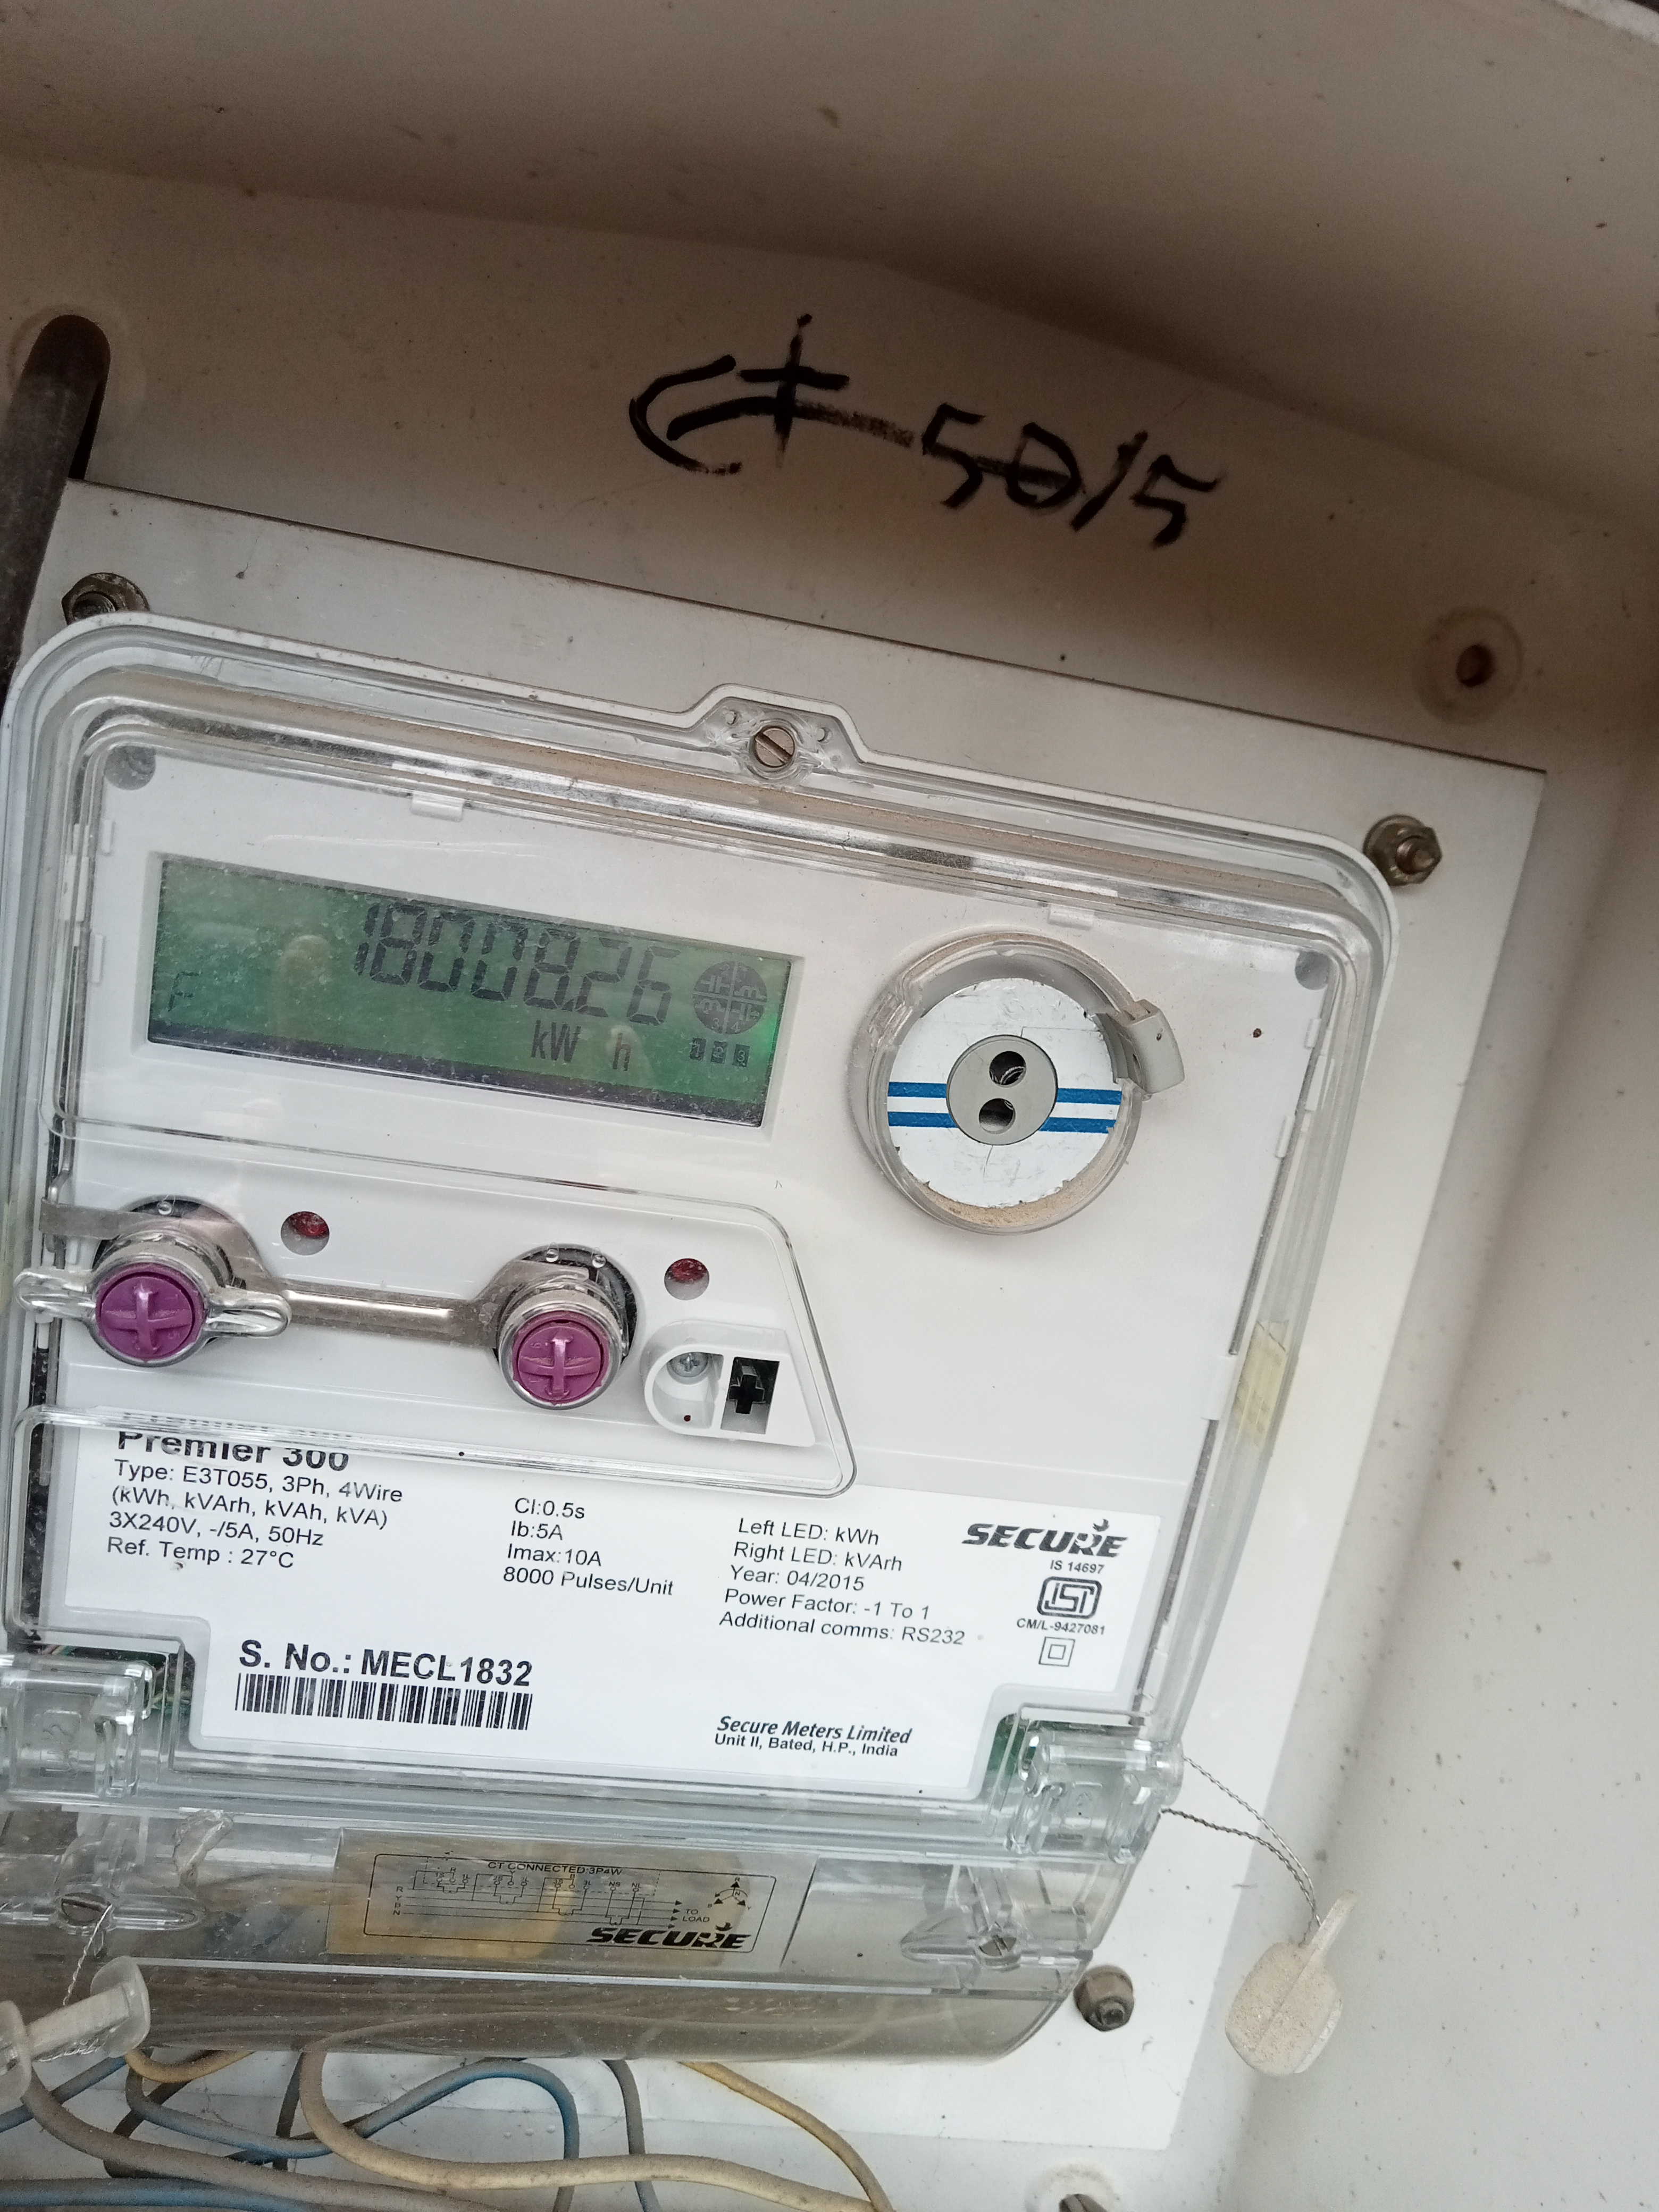 Ct 50/5
18008.26
F
kW h
1 2 3
Premier 300
Type: E3T055, 3Ph, 4Wire
(kWh, kVArh, kVAh, kVA)
3X240V, -/5A, 50Hz
Ref. Temp : 27°C
Cl:0.5s
Ib:5A
Imax:10A
8000 Pulses/Unit
Left LED: kWh
Right LED: kVArh
Year: 04/2015
Power Factor: -1 To 1
Additional comms: RS232
SECURE
IS 14697
ISI
CM/L-9427081
S. No.: MECL1832
Secure Meters Limited
Unit II, Bated, H.P., India
CT CONNECTED 3P4W
R
Y
B
N
TO
LOAD
SECURE